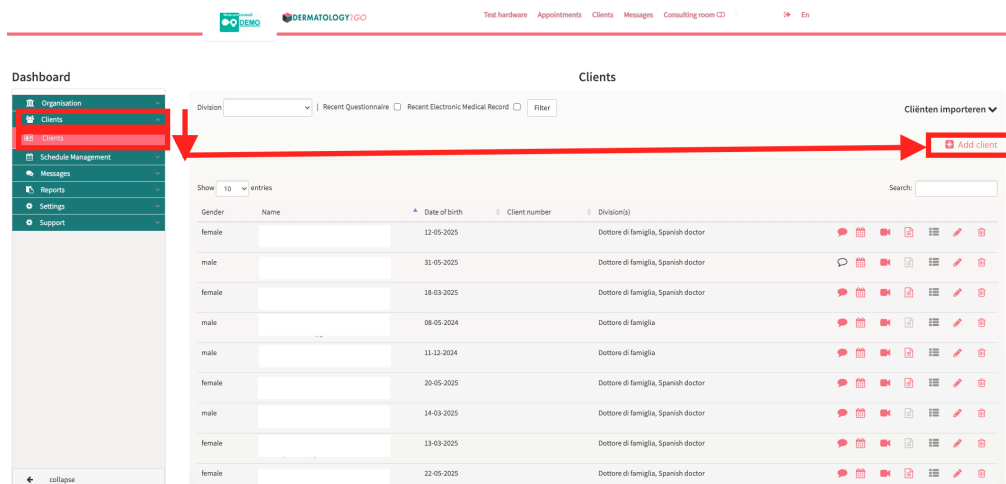 DEMO
DERMATOLOGY2GO
Test hardware Appointments Clients Messages Consulting room En
Dashboard
Clients
Organisation
Clients
Clients
Schedule Management
Messages
Reports
Settings
Support
collapse
Division | Recent Questionnaire Recent Electronic Medical Record Filter
Cliënten importeren
Add client
Show 10 entries
Search:
Gender Name Date of birth Client number Division(s)
female 12-05-2025 Dottore di famiglia, Spanish doctor
male 31-05-2025 Dottore di famiglia, Spanish doctor
female 18-03-2025 Dottore di famiglia, Spanish doctor
male 08-05-2024 Dottore di famiglia
male 11-12-2024 Dottore di famiglia
female 20-05-2025 Dottore di famiglia, Spanish doctor
male 14-03-2025 Dottore di famiglia, Spanish doctor
female 13-03-2025 Dottore di famiglia, Spanish doctor
female 22-05-2025 Dottore di famiglia, Spanish doctor